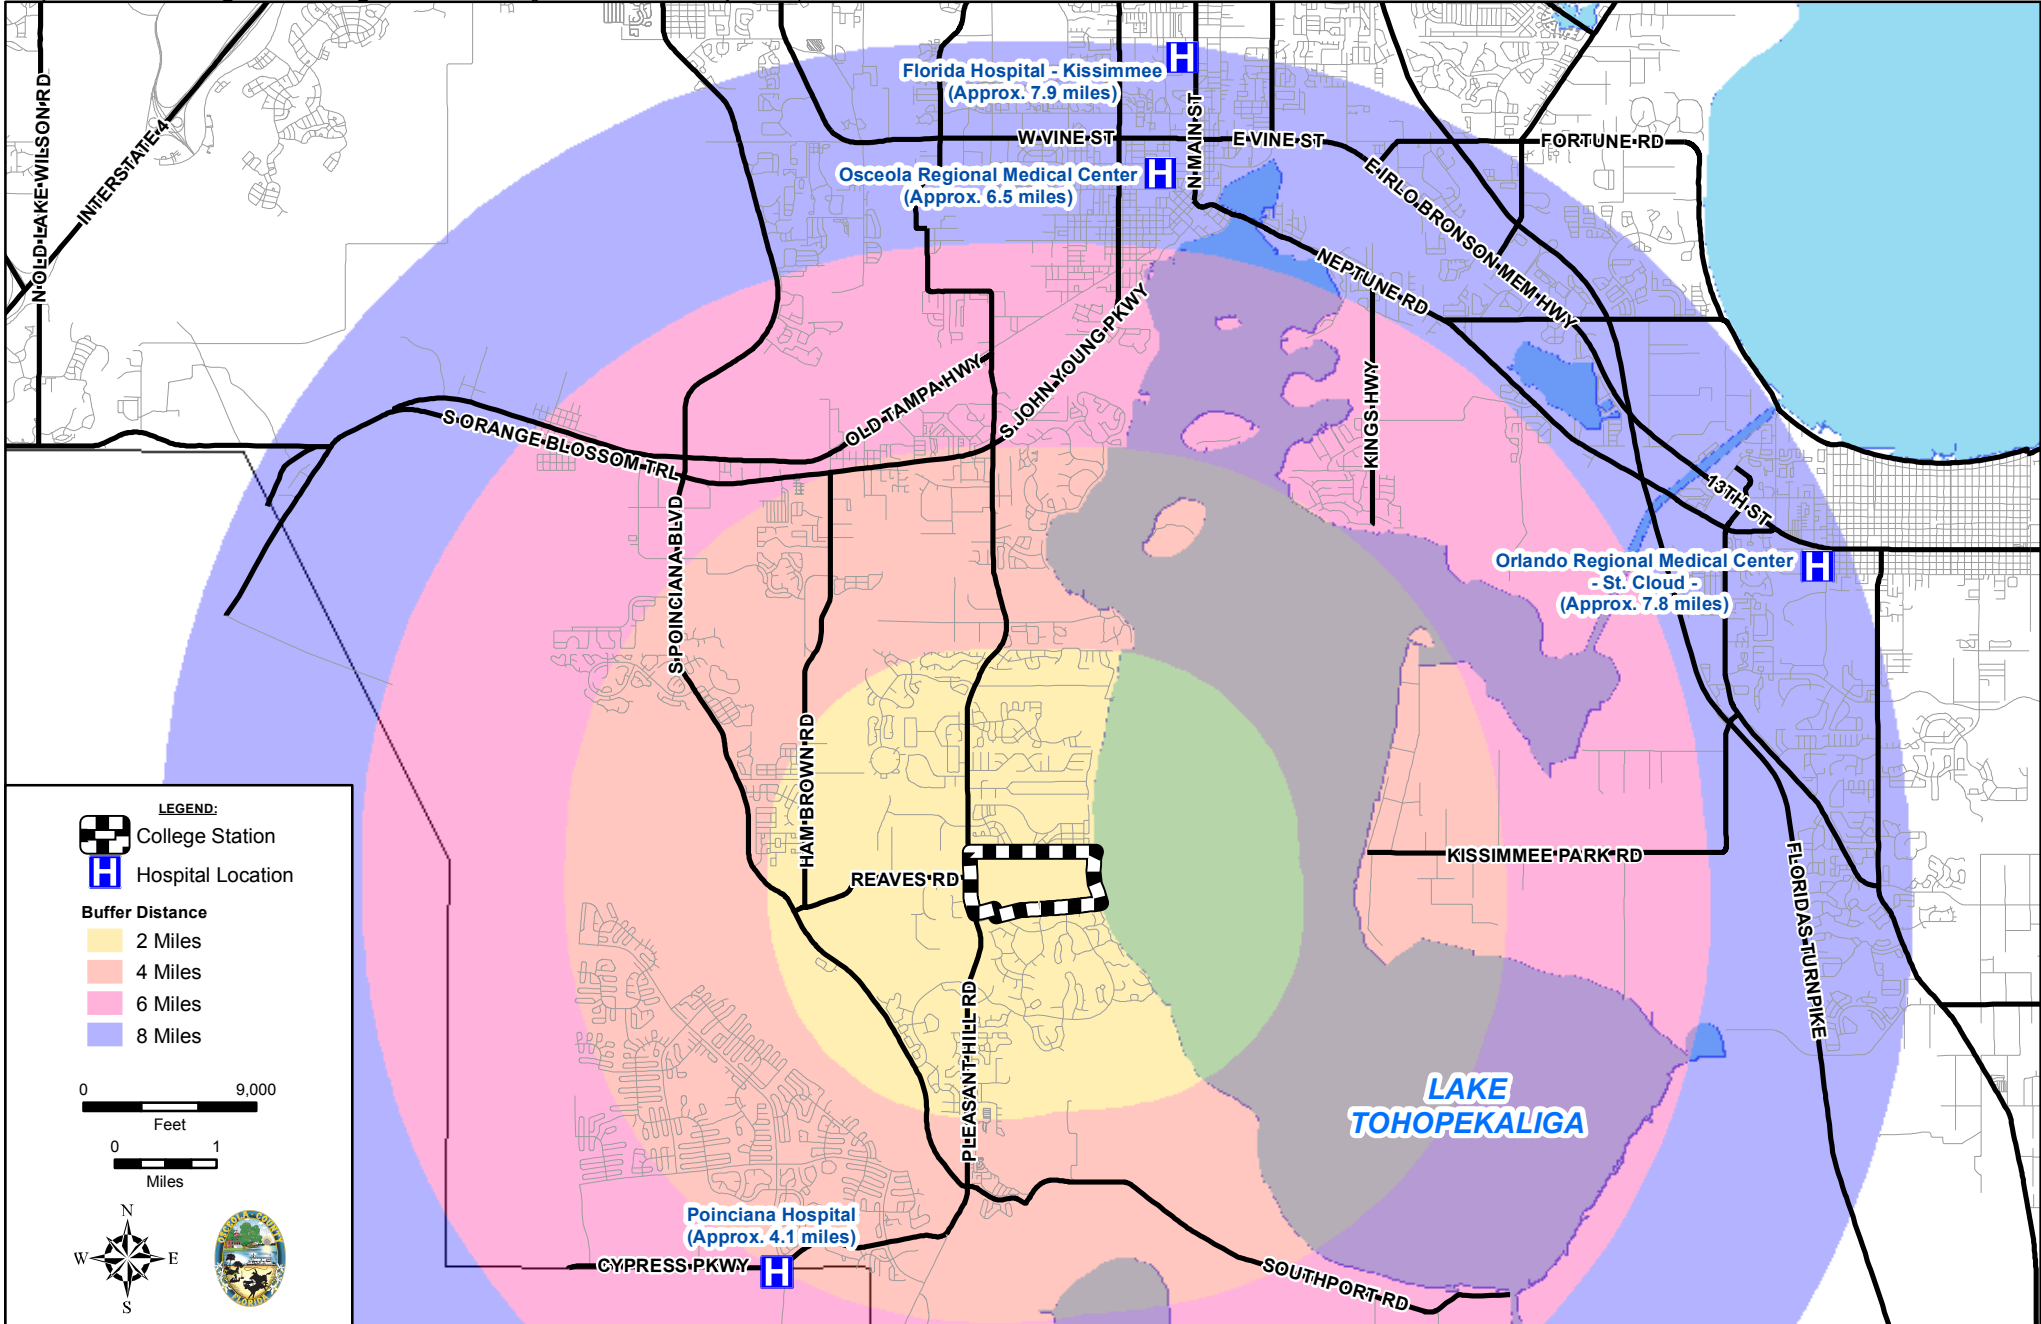 Florida Hospital - Kissimmee
(Approx. 7.9 miles)
N OLD LAKE WILSON RD
INTERSTATE 4
W VINE ST
N MAIN ST
E VINE ST
FORTUNE RD
Osceola Regional Medical Center
(Approx. 6.5 miles)
E IRLO BRONSON MEM HWY
NEPTUNE RD
S JOHN YOUNG PKWY
OLD TAMPA HWY
KINGS HWY
S ORANGE BLOSSOM TRL
13TH ST
S POINCIANA BLVD
Orlando Regional Medical Center
- St. Cloud -
(Approx. 7.8 miles)
HAM BROWN RD
REAVES RD
KISSIMMEE PARK RD
FLORIDAS TURNPIKE
PLEASANT HILL RD
LAKE
TOHOPEKALIGA
Poinciana Hospital
(Approx. 4.1 miles)
CYPRESS PKWY
SOUTHPORT RD
H
H
H
H
LEGEND:
College Station
H
Hospital Location
Buffer Distance
2 Miles
4 Miles
6 Miles
8 Miles
0 9,000
Feet
0 1
Miles
N
W E
S
OSCEOLA COUNTY
FLORIDA